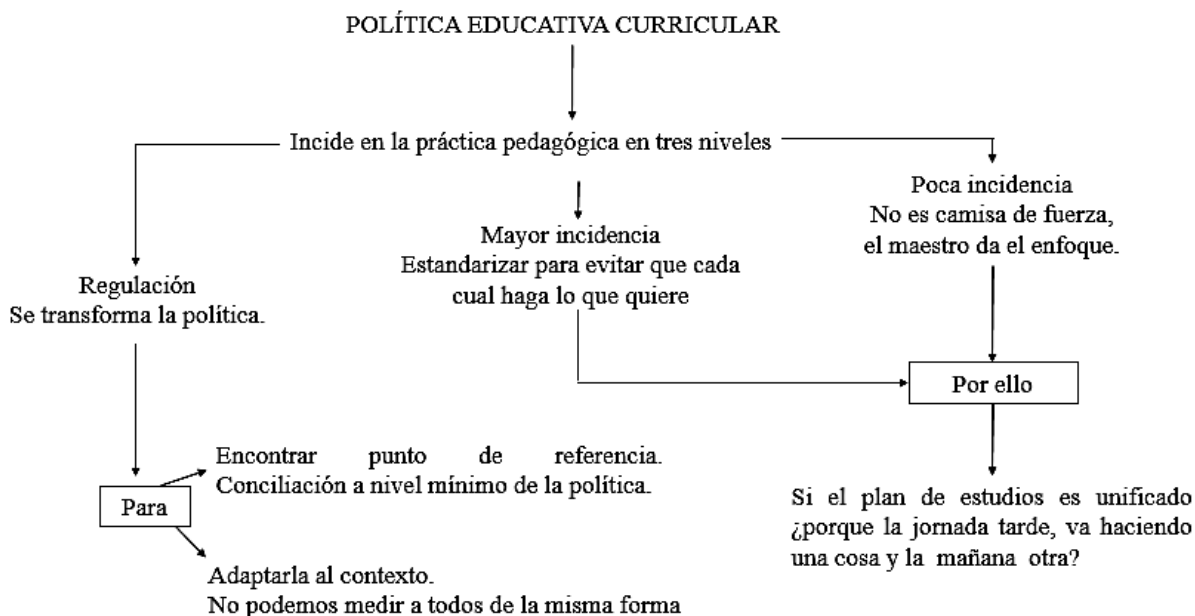 POLÍTICA EDUCATIVA CURRICULAR
Incide en la práctica pedagógica en tres niveles
Regulación
Se transforma la política.
Mayor incidencia
Estandarizar para evitar que cada
cual haga lo que quiere
Poca incidencia
No es camisa de fuerza,
el maestro da el enfoque.
Por ello
Para
Encontrar punto de referencia.
Conciliación a nivel mínimo de la política.
Adaptarla al contexto.
No podemos medir a todos de la misma forma
Si el plan de estudios es unificado
¿porque la jornada tarde, va haciendo
una cosa y la mañana otra?